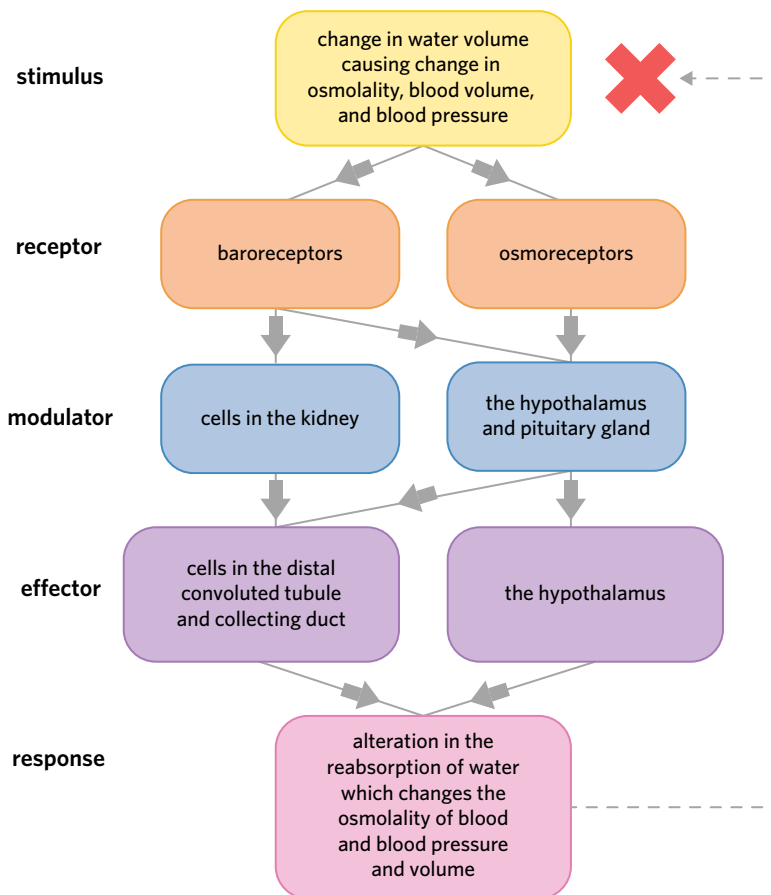 stimulus
change in water volume
causing change in
osmolality, blood volume,
and blood pressure
receptor
baroreceptors
osmoreceptors
modulator
cells in the kidney
the hypothalamus
and pituitary gland
effector
cells in the distal
convoluted tubule
and collecting duct
the hypothalamus
response
alteration in the
reabsorption of water
which changes the
osmolality of blood
and blood pressure
and volume